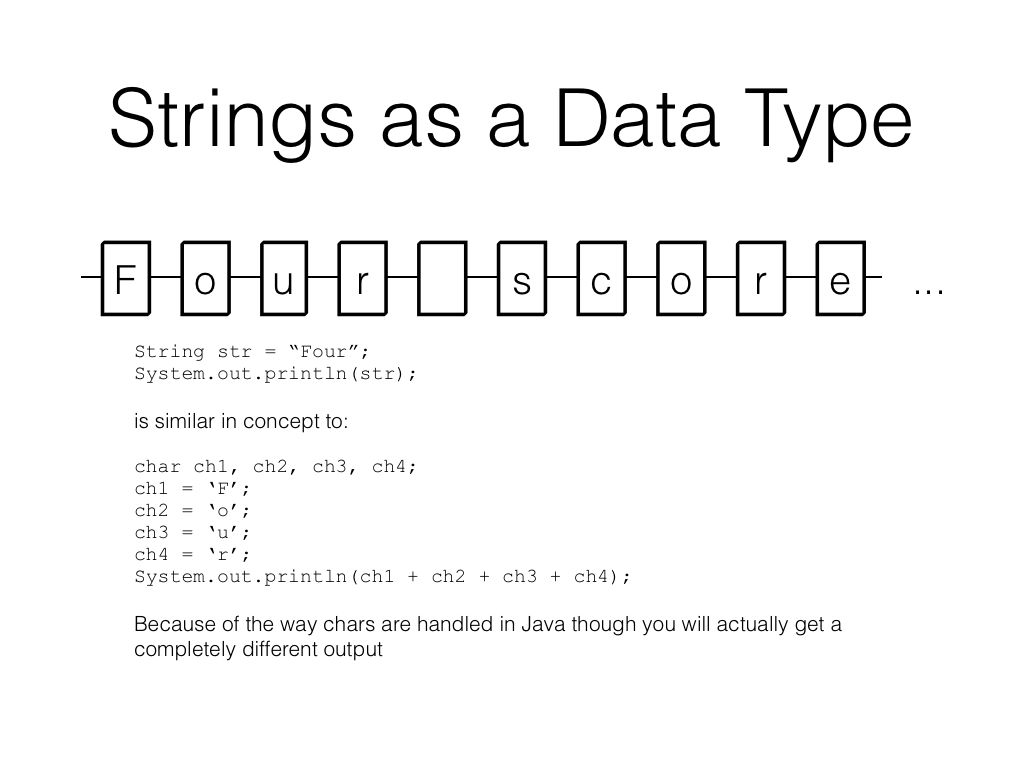 Strings as a Data Type
F o u r s c o r e ...
String str = “Four”;
System.out.println(str);
is similar in concept to:
char ch1, ch2, ch3, ch4;
ch1 = ‘F’;
ch2 = ‘o’;
ch3 = ‘u’;
ch4 = ‘r’;
System.out.println(ch1 + ch2 + ch3 + ch4);
Because of the way chars are handled in Java though you will actually get a
completely different output